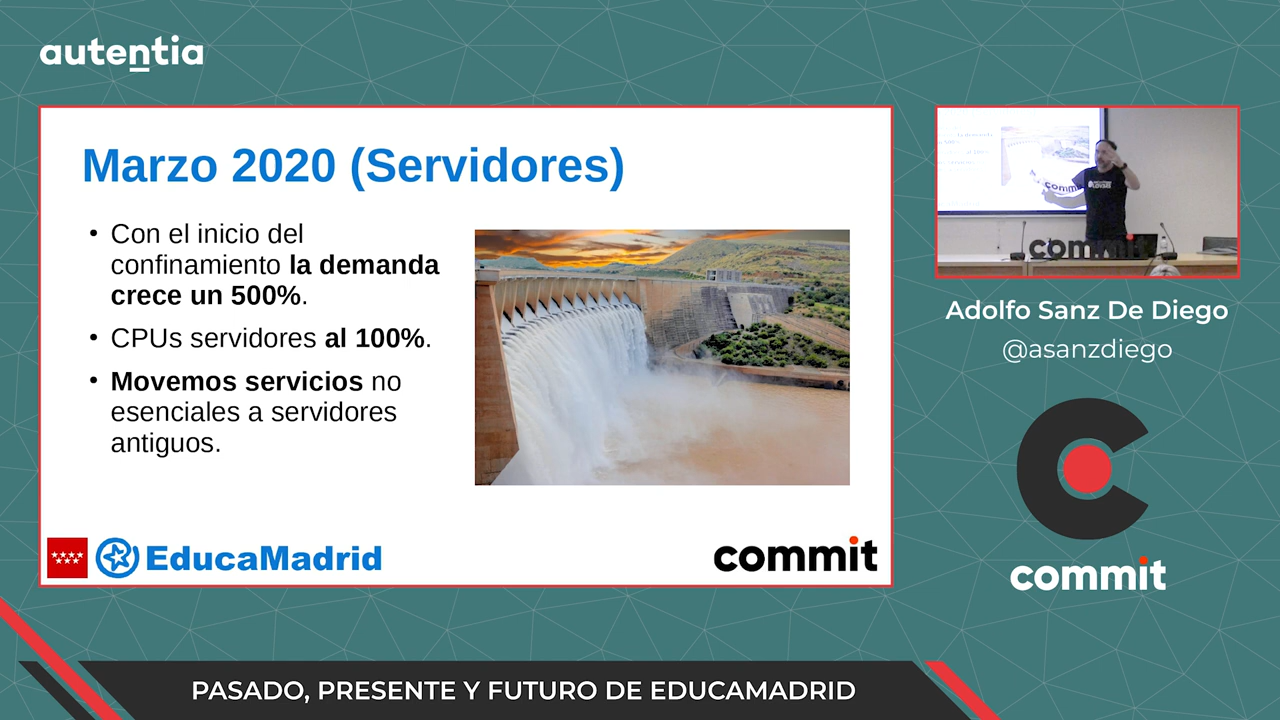 autentia
Marzo 2020 (Servidores)
• Con el inicio del
confinamiento la demanda
crece un 500%.
• CPUs servidores al 100%.
• Movemos servicios no
esenciales a servidores
antiguos.
EducaMadrid
commit
commit
Adolfo Sanz De Diego
@asanzdiego
commit
PASADO, PRESENTE Y FUTURO DE EDUCAMADRID